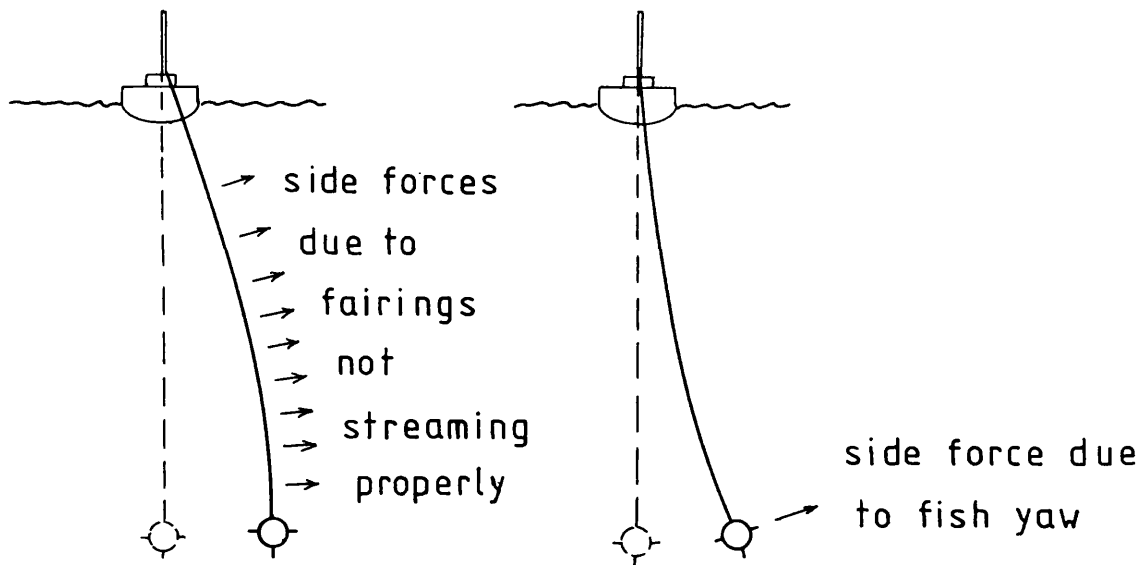 side forces
due to
fairings
not
streaming
properly
side force due
to fish yaw